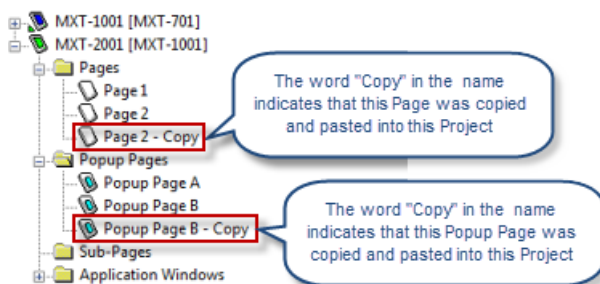 MXT-1001 [MXT-701]
MXT-2001 [MXT-1001]
Pages
Page 1
Page 2
Page 2 - Copy
The word "Copy" in the name
indicates that this Page was copied
and pasted into this Project
Popup Pages
Popup Page A
Popup Page B
Popup Page B - Copy
The word "Copy" in the name
indicates that this Popup Page was
copied and pasted into this Project
Sub-Pages
Application Windows